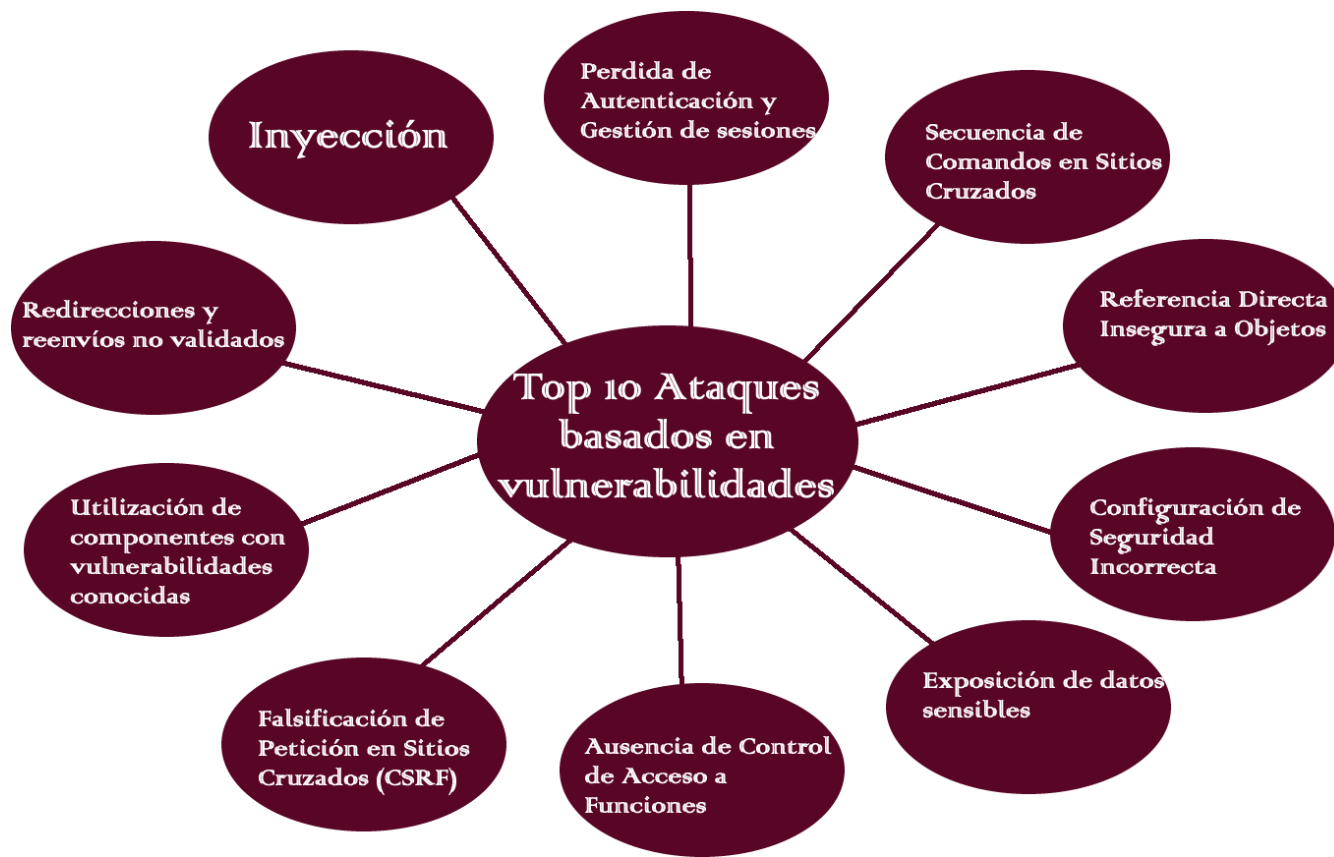 Top 10 Ataques
basados en
vulnerabilidades
Inyección
Perdida de
Autenticación y
Gestión de sesiones
Secuencia de
Comandos en Sitios
Cruzados
Referencia Directa
Insegura a Objetos
Configuración de
Seguridad
Incorrecta
Exposición de datos
sensibles
Ausencia de Control
de Acceso a
Funciones
Falsificación de
Petición en Sitios
Cruzados (CSRF)
Utilización de
componentes con
vulnerabilidades
conocidas
Redirecciones y
reenvíos no validados